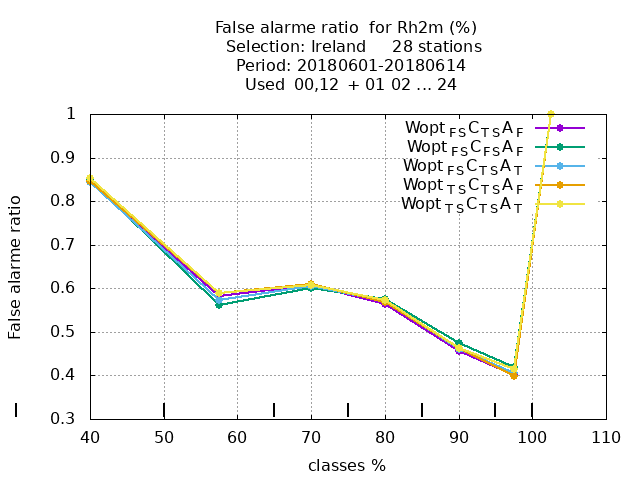 False alarme ratio for Rh2m (%)
Selection: Ireland 28 stations
Period: 20180601-20180614
Used 00,12 + 01 02 ... 24
Wopt FS C TS A F
Wopt FS C FS A F
Wopt FS C TS A T
Wopt TS C TS A F
Wopt TS C TS A T
False alarme ratio
1
0.9
0.8
0.7
0.6
0.5
0.4
0.3
40 50 60 70 80 90 100 110
classes %